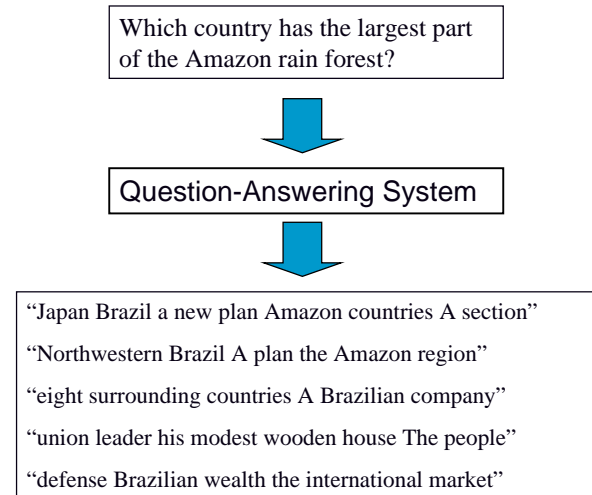 Which country has the largest part
of the Amazon rain forest?
Question-Answering System
“Japan Brazil a new plan Amazon countries A section”
“Northwestern Brazil A plan the Amazon region”
“eight surrounding countries A Brazilian company”
“union leader his modest wooden house The people”
“defense Brazilian wealth the international market”